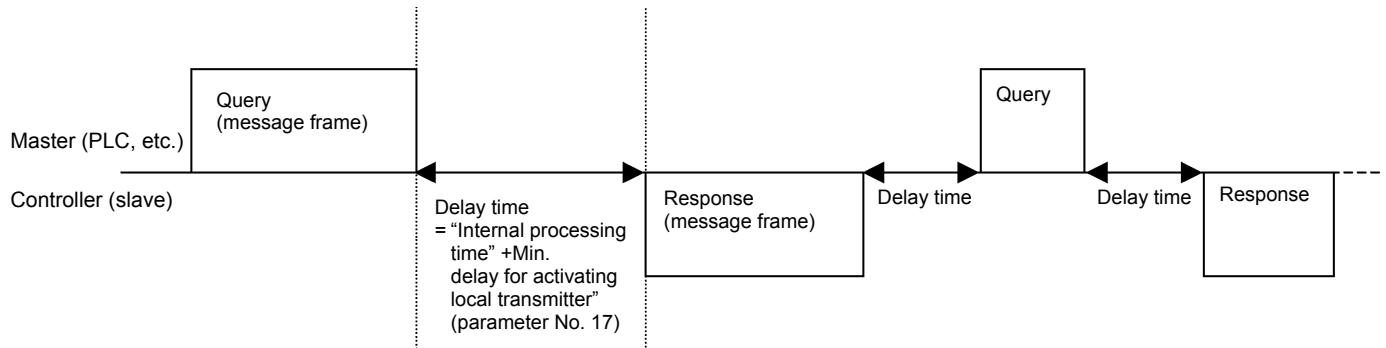 Query
(message frame)
Query
Master (PLC, etc.)
Controller (slave)
Delay time
= “Internal processing
time” +Min.
delay for activating
local transmitter”
(parameter No. 17)
Response
(message frame)
Delay time
Delay time
Response